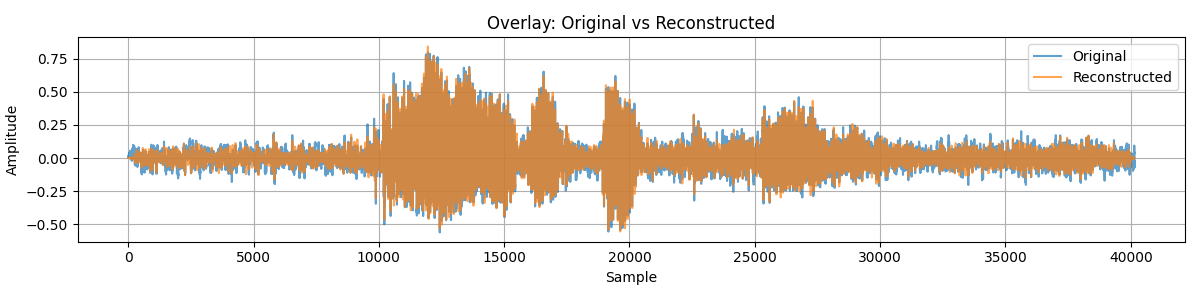 Overlay: Original vs Reconstructed
Original
Reconstructed
Amplitude
0.75
0.50
0.25
0.00
−0.25
−0.50
0 5000 10000 15000 20000 25000 30000 35000 40000
Sample